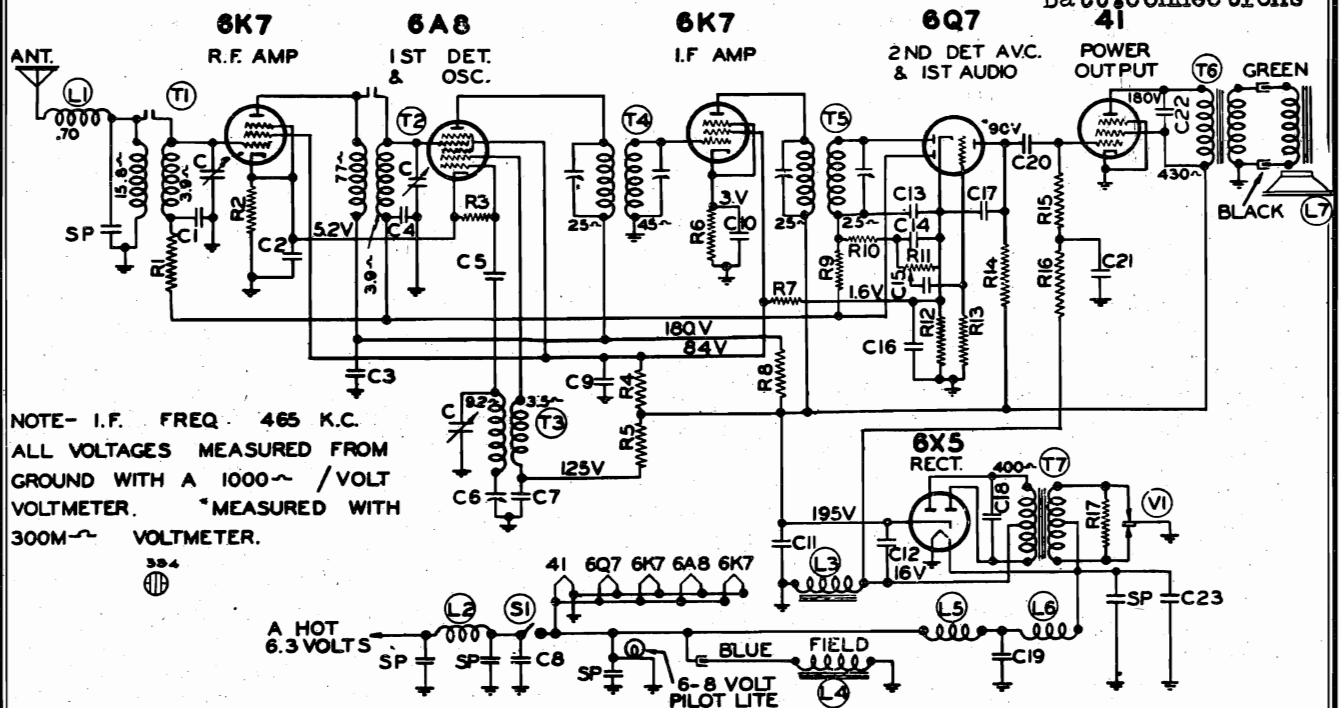 Batt.Connections
6K7
6A8
6K7
6Q7
41
R.F. AMP
1ST DET.
& OSC.
I.F AMP
2ND DET AV.C.
& 1ST AUDIO
POWER
OUTPUT
ANT.
L1
.70
T1
T2
T4
T5
T6
GREEN
BLACK
L7
C
C
15.8~
3.9~
77~
3.9~
R3
180V
C22
430~
*90V
C20
SP
C1
R1
R2
C2
5.2V
C4
C5
25~
45~
R6
3.V
C10
25~
25~
C13
C14
C17
R9
R10
R11
C15
R14
R15
R16
C21
R7
1.6V
180V
84V
C16
R12
R13
C3
C9
R4
R8
C
9.2~
3.5~
T3
R5
125V
C6
C7
NOTE- I.F. FREQ. 465 K.C.
ALL VOLTAGES MEASURED FROM
GROUND WITH A 1000~ /VOLT
VOLTMETER. *MEASURED WITH
300M~ VOLTMETER.
394
6X5
RECT.
400~
T7
C18
R17
V1
195V
C11
C12
16V
L3
41 6Q7 6K7 6A8 6K7
A HOT
6.3 VOLTS
L2
S1
SP
SP
C8
SP
BLUE
FIELD
L4
6-8 VOLT
PILOT LITE
L5
L6
C19
SP
C23